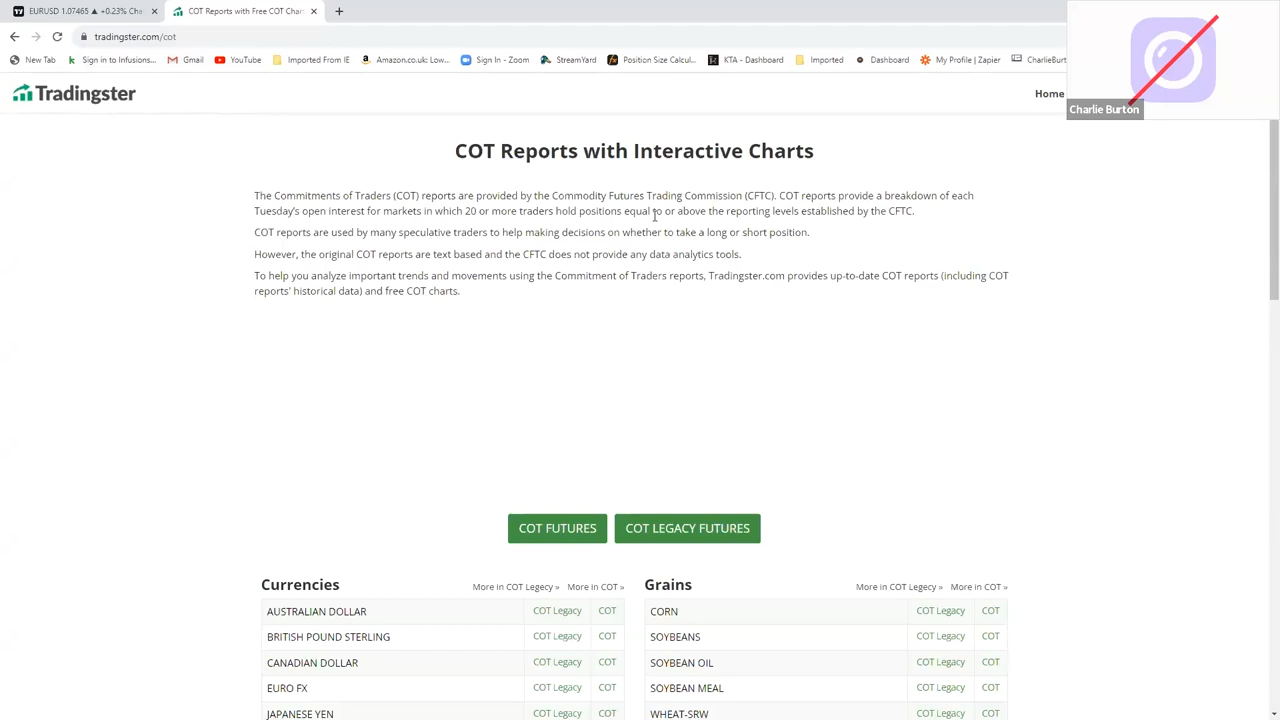 EURUSD 1.07465 ▲ +0.23% Cha
COT Reports with Free COT Char
tradingster.com/cot
New Tab
Sign in to Infusions...
Gmail
YouTube
Imported From IE
Amazon.co.uk: Low...
Sign In - Zoom
StreamYard
Position Size Calcul...
KTA - Dashboard
Imported
Dashboard
My Profile | Zapier
CharlieBurt
Charlie Burton
Tradingster
Home
COT Reports with Interactive Charts
The Commitments of Traders (COT) reports are provided by the Commodity Futures Trading Commission (CFTC). COT reports provide a breakdown of each
Tuesday's open interest for markets in which 20 or more traders hold positions equal to or above the reporting levels established by the CFTC.
COT reports are used by many speculative traders to help making decisions on whether to take a long or short position.
However, the original COT reports are text based and the CFTC does not provide any data analytics tools.
To help you analyze important trends and movements using the Commitment of Traders reports, Tradingster.com provides up-to-date COT reports (including COT
reports' historical data) and free COT charts.
COT FUTURES
COT LEGACY FUTURES
Currencies
More in COT Legacy »
More in COT »
AUSTRALIAN DOLLAR COT Legacy COT
BRITISH POUND STERLING COT Legacy COT
CANADIAN DOLLAR COT Legacy COT
EURO FX COT Legacy COT
JAPANESE YEN COT Legacy COT
Grains
More in COT Legacy »
More in COT »
CORN COT Legacy COT
SOYBEANS COT Legacy COT
SOYBEAN OIL COT Legacy COT
SOYBEAN MEAL COT Legacy COT
WHEAT-SRW COT Legacy COT